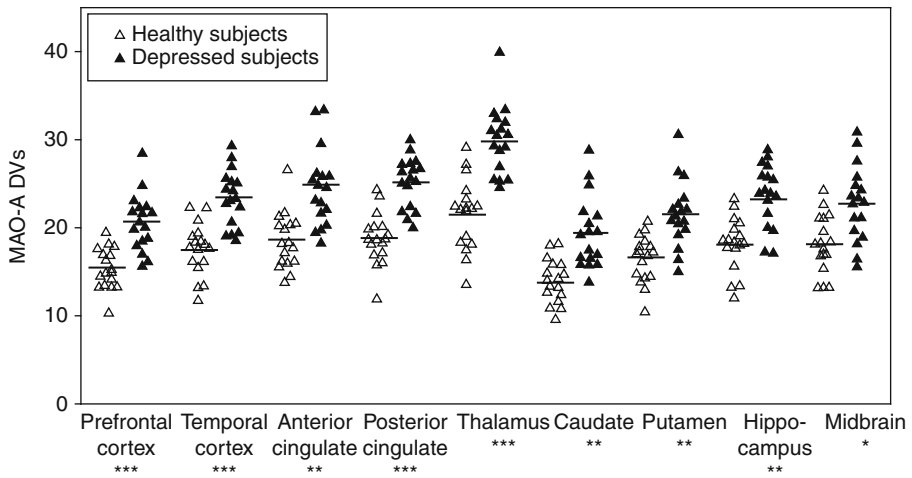 △ Healthy subjects
▲ Depressed subjects
MAO-A DVs
40
30
20
10
0
Prefrontal cortex ***
Temporal cortex ***
Anterior cingulate **
Posterior cingulate ***
Thalamus ***
Caudate **
Putamen **
Hippo-
campus **
Midbrain *